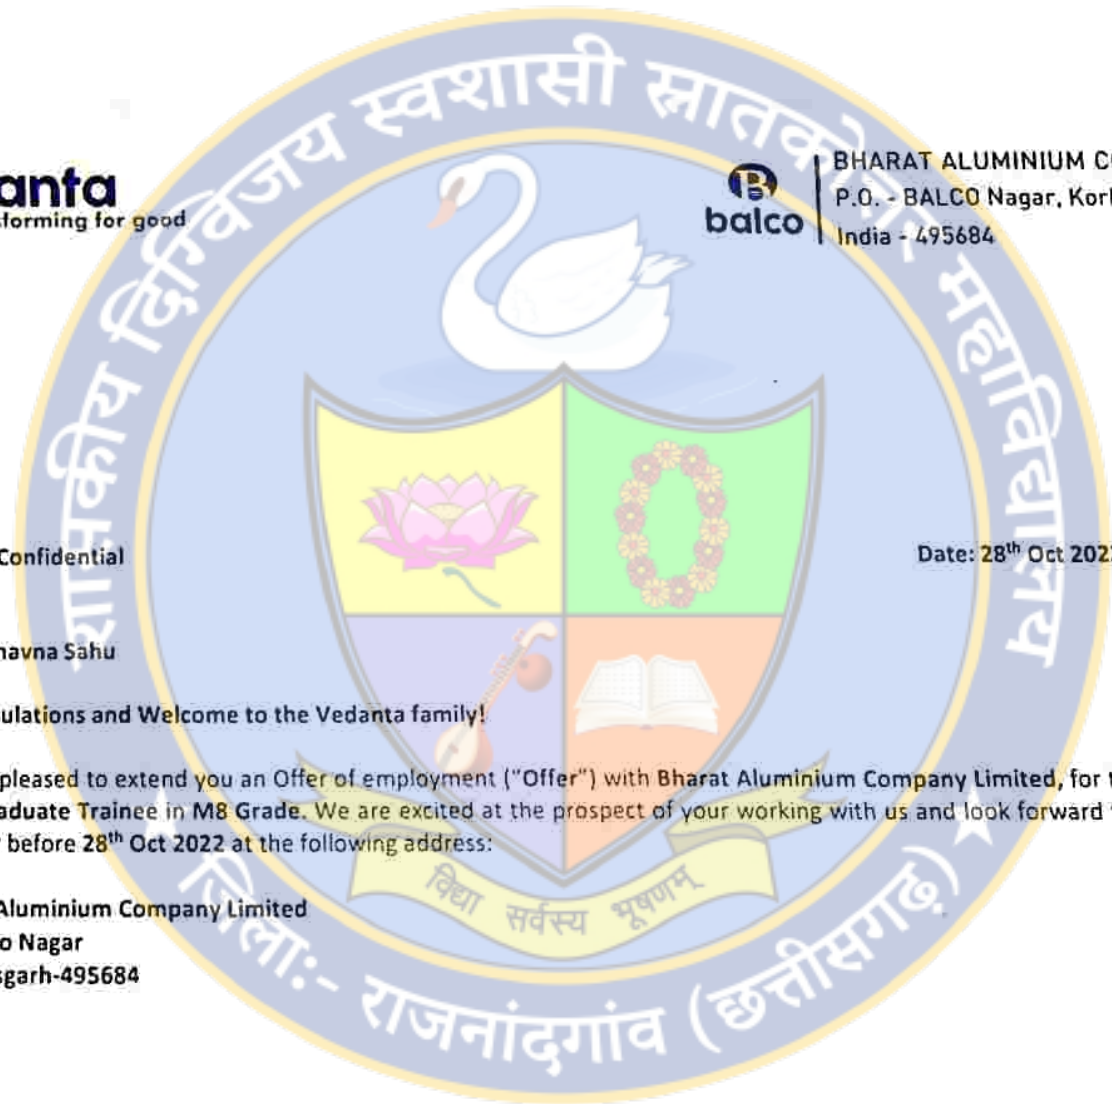 शासकीय दिग्विजय स्वशासी स्नातकोत्तर महाविद्यालय
anta
forming for good
B
balco
BHARAT ALUMINIUM CO
P.O. - BALCO Nagar, Kor
India - 495684
Confidential
Date: 28th Oct 2022
havna Sahu
ulations and Welcome to the Vedanta family!
pleased to extend you an Offer of employment ("Offer") with Bharat Aluminium Company Limited, for t
aduate Trainee in M8 Grade. We are excited at the prospect of your working with us and look forward
before 28th Oct 2022 at the following address:
Aluminium Company Limited
o Nagar
sgarh-495684
विद्या सर्वस्य भूषणम्
जिला:- राजनांदगांव (छत्तीसगढ़)